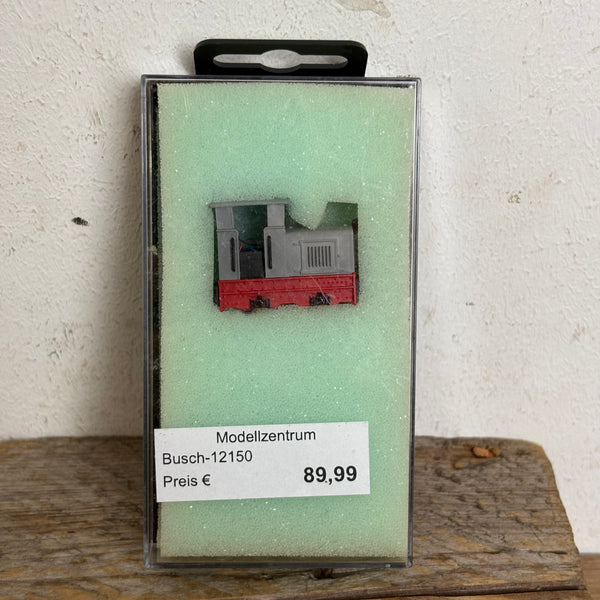 Modellzentrum
Busch-12150
Preis € 89,99